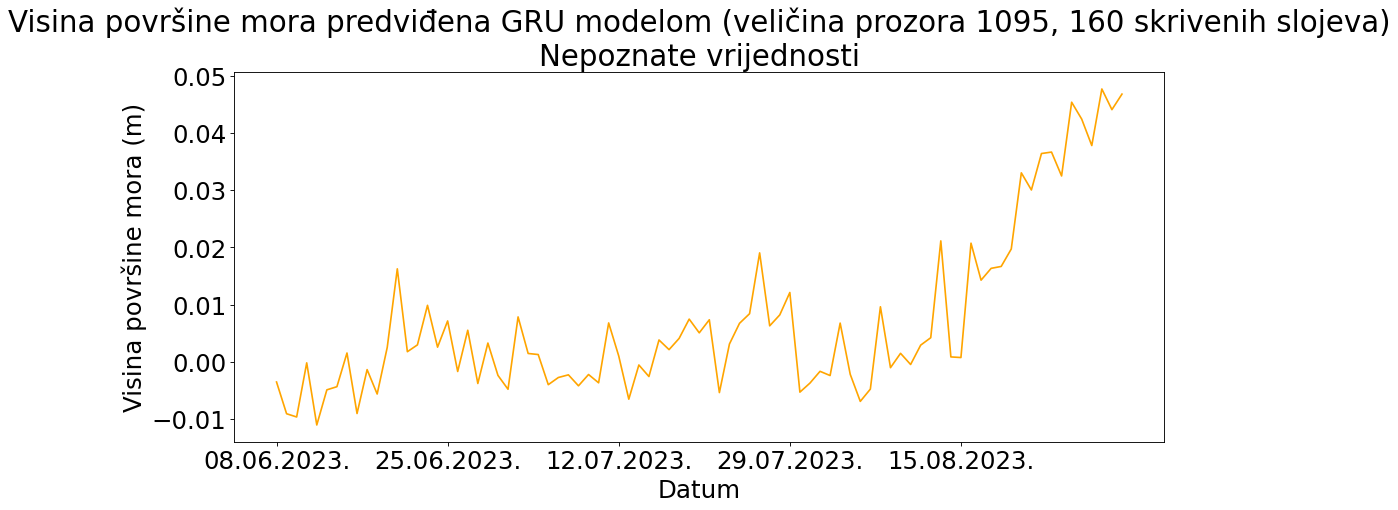 Visina površine mora predviđena GRU modelom (veličina prozora 1095, 160 skrivenih slojeva)
Nepoznate vrijednosti
Visina površine mora (m)
0.05
0.04
0.03
0.02
0.01
0.00
−0.01
08.06.2023. 25.06.2023. 12.07.2023. 29.07.2023. 15.08.2023.
Datum